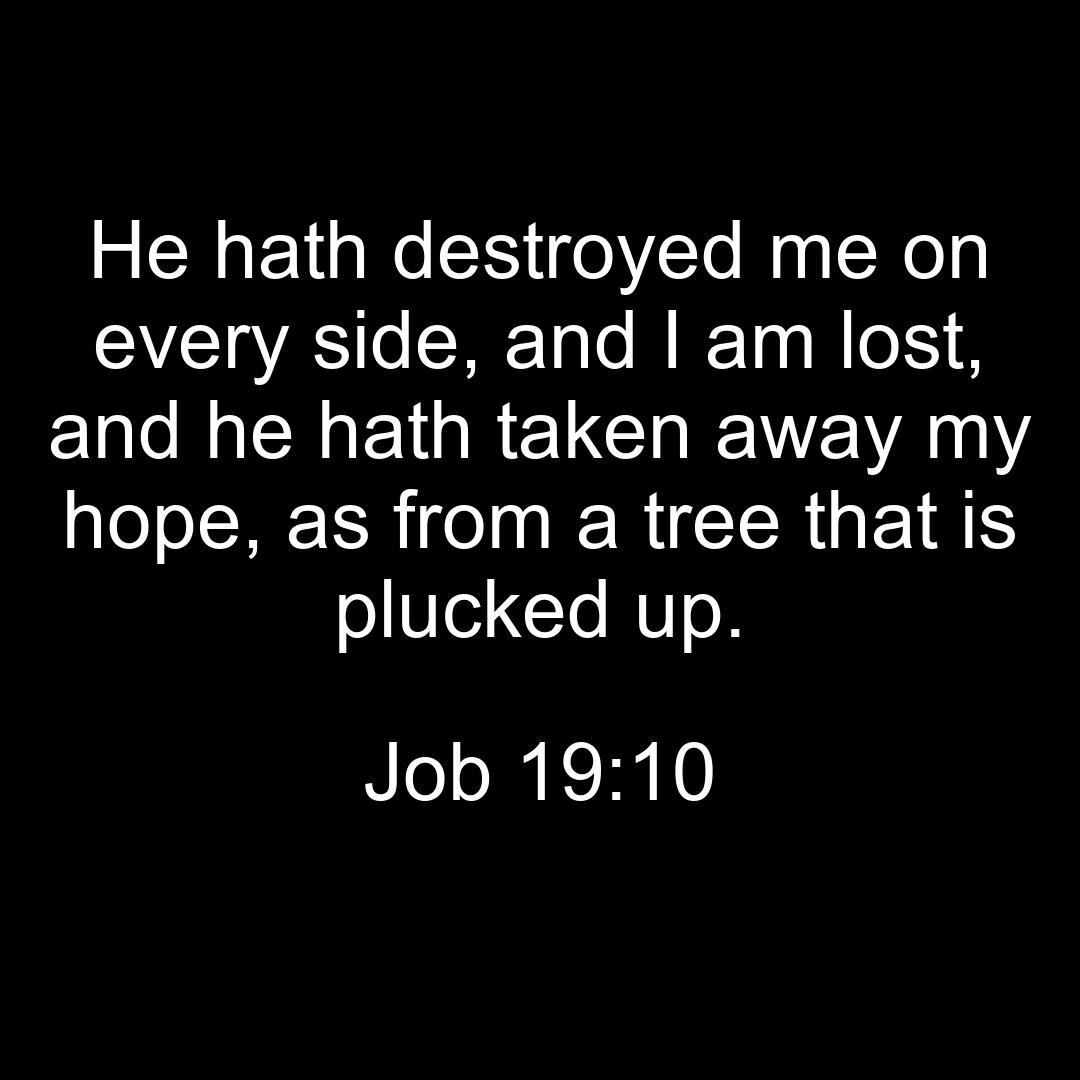 He hath destroyed me on
every side, and I am lost,
and he hath taken away my
hope, as from a tree that is
plucked up.
Job 19:10